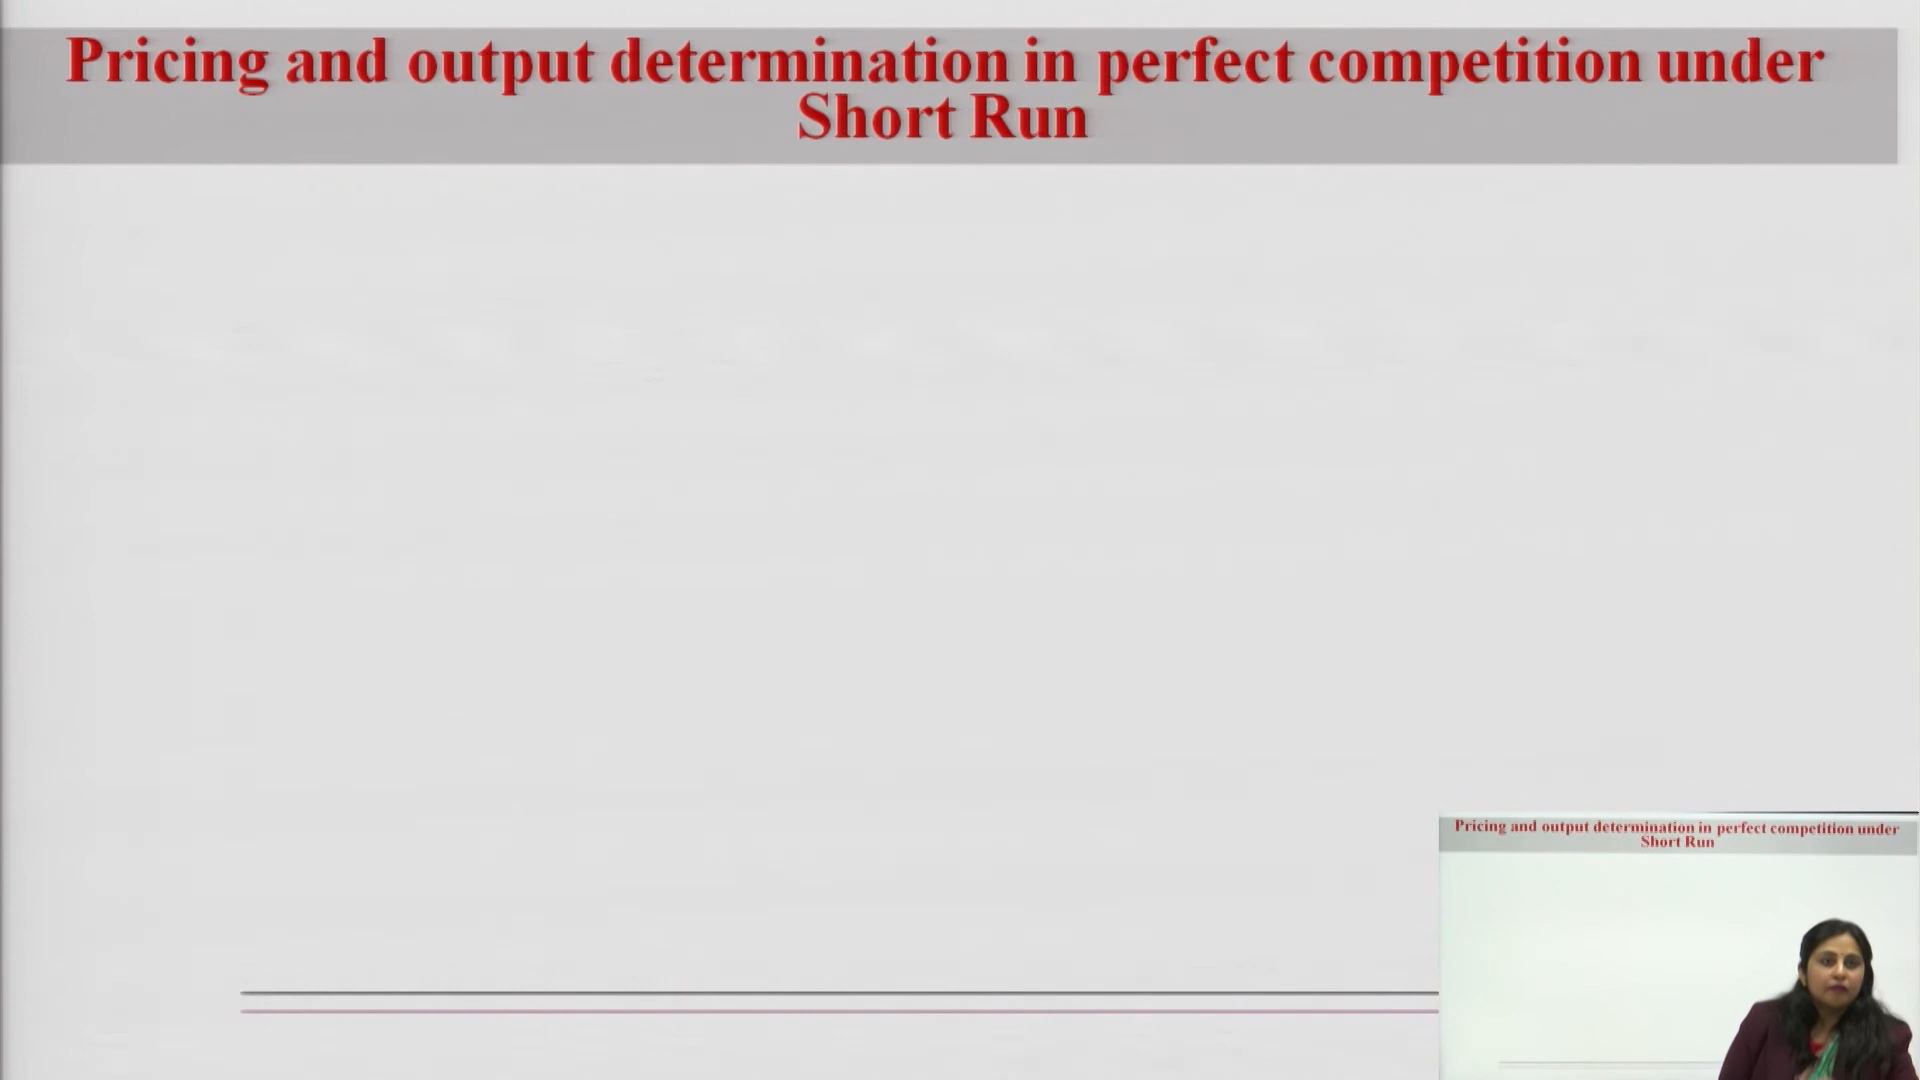 Pricing and output determination in perfect competition under
Short Run
Pricing and output determination in perfect competition under
Short Run